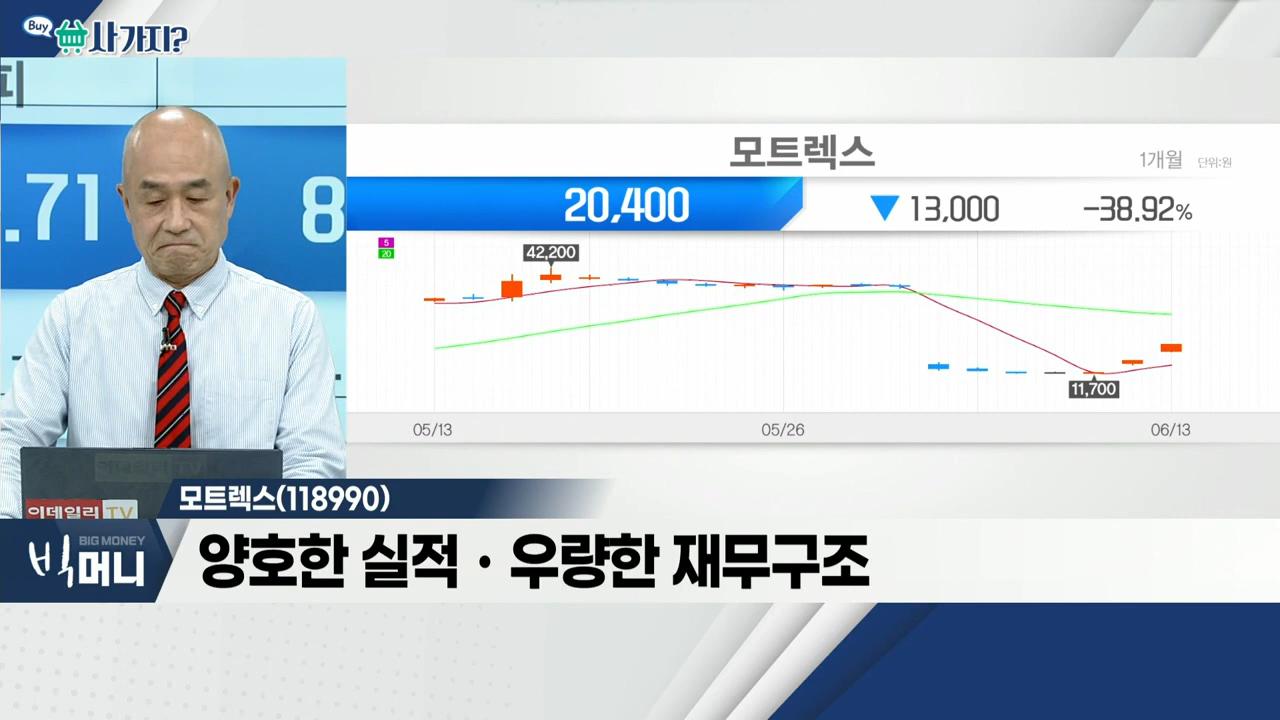 Buy 사가지?
피
.71 8
모트렉스
1개월 단위:원
20,400 ▼ 13,000 -38.92%
5
20
42,200
11,700
05/13 05/26 06/13
모트렉스(118990)
이데일리 TV
BIG MONEY
빅머니
양호한 실적·우량한 재무구조